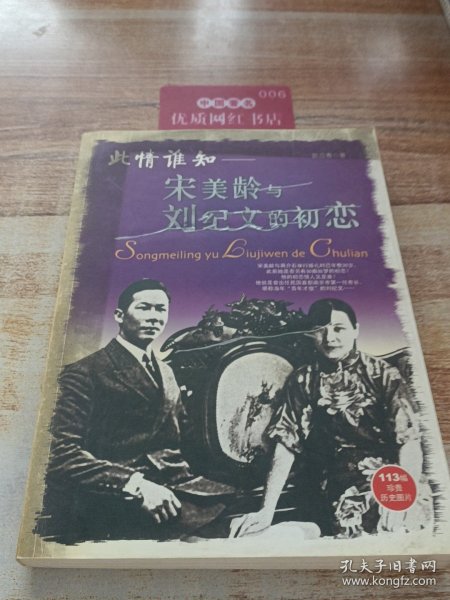 006
中国著名
优质网红书店
此情谁知——
宋美龄与
刘纪文的初恋
Songmeiling yu Liujiwen de Chulian
113幅
珍贵
历史图片
孔夫子旧书网
www.kongfz.com